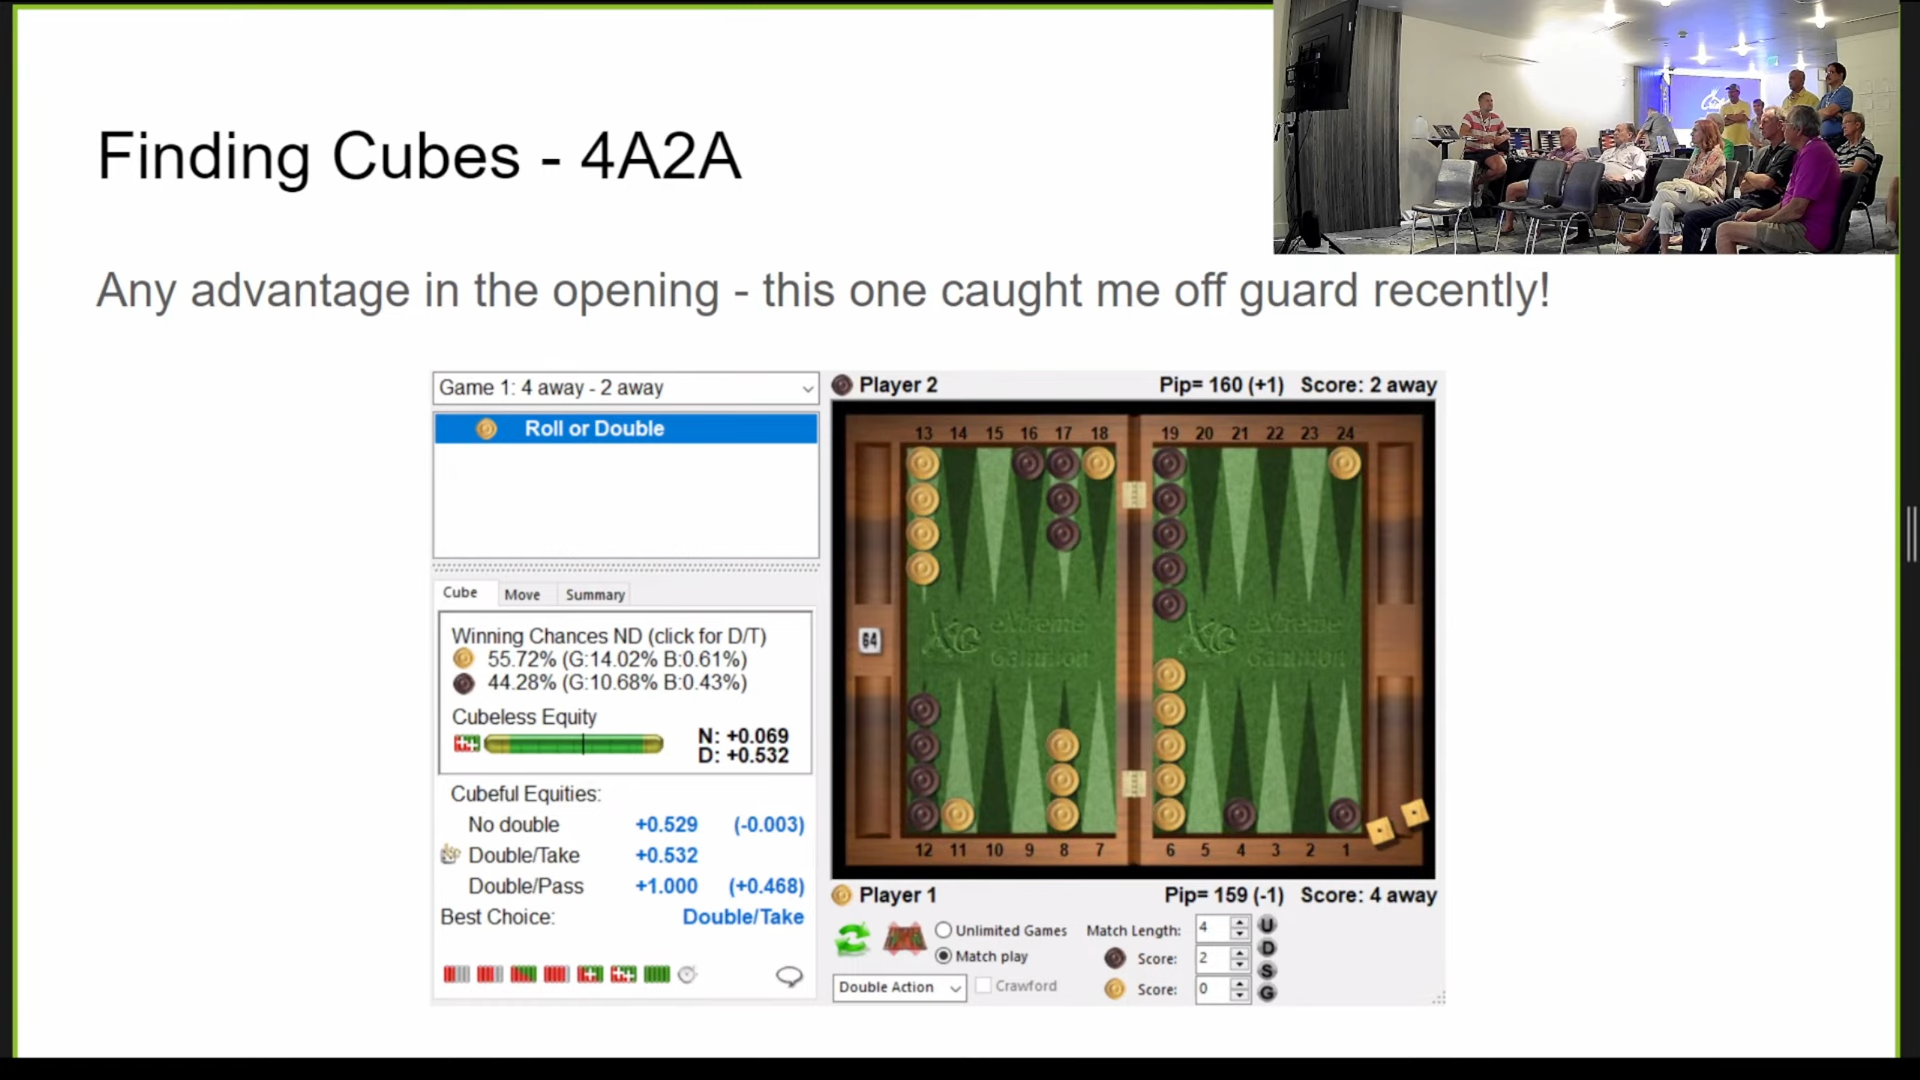 Finding Cubes - 4A2A
Any advantage in the opening - this one caught me off guard recently!
Game 1: 4 away - 2 away
Roll or Double
Cube Move Summary
Winning Chances ND (click for D/T)
55.72% (G:14.02% B:0.61%)
44.28% (G:10.68% B:0.43%)
Cubeless Equity
N: +0.069
D: +0.532
Cubeful Equities:
No double +0.529 (-0.003)
Double/Take +0.532
Double/Pass +1.000 (+0.468)
Best Choice: Double/Take
Player 2 Pip= 160 (+1) Score: 2 away
13 14 15 16 17 18 19 20 21 22 23 24
64
XG eXtreme Gammon XG eXtreme Gammon
12 11 10 9 8 7 6 5 4 3 2 1
Player 1 Pip= 159 (-1) Score: 4 away
Unlimited Games Match Length: 4 U
Match play Score: 2 D
S
Double Action Crawford Score: 0 G